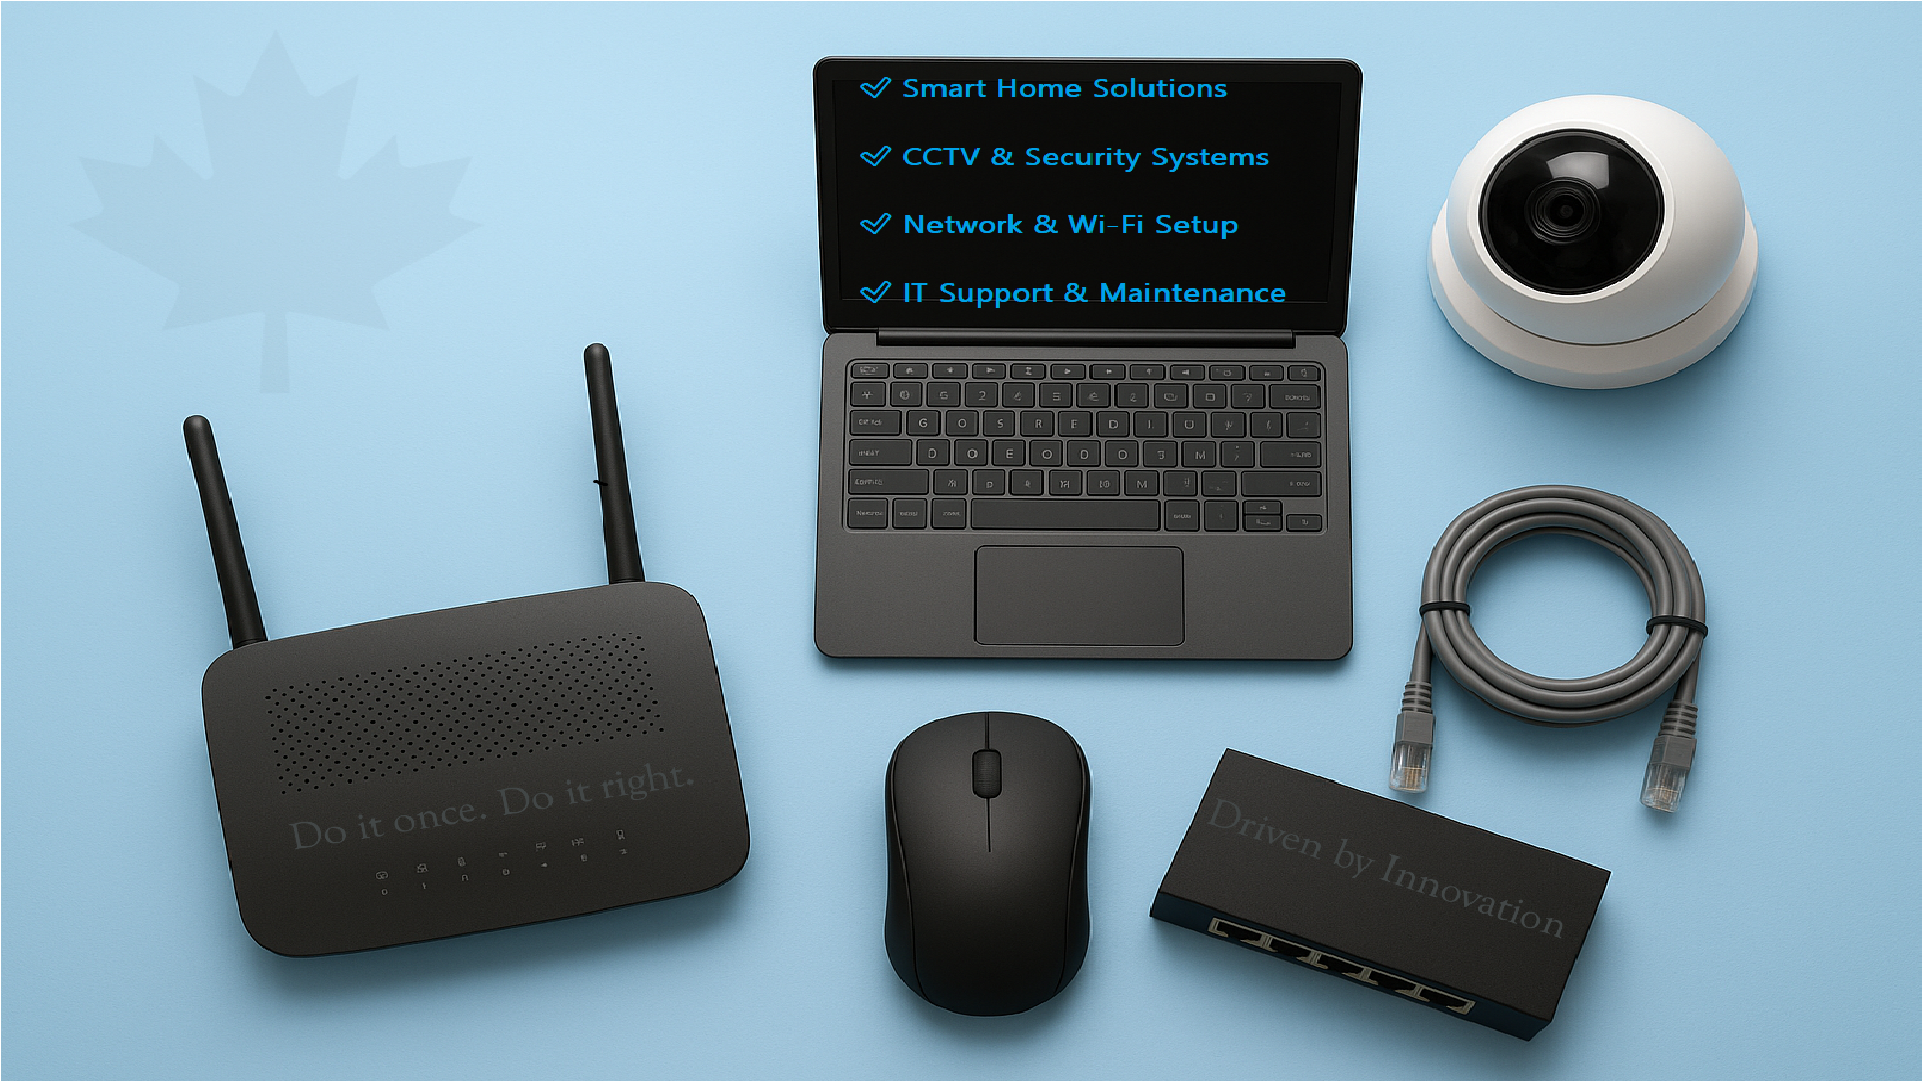 Smart Home Solutions
CCTV & Security Systems
Network & Wi-Fi Setup
IT Support & Maintenance
Do it once. Do it right.
Driven by Innovation